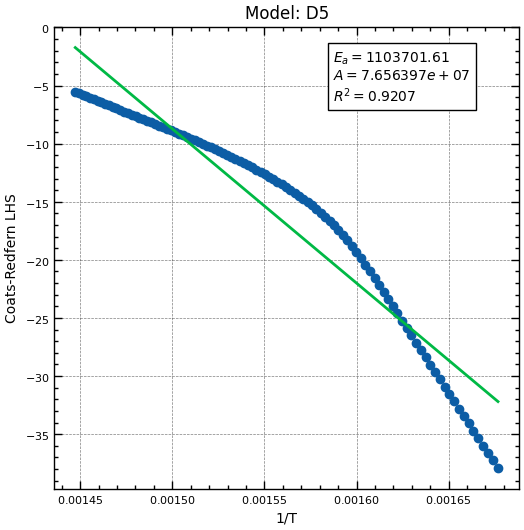 Model: D5
0
−5
−10
−15
−20
−25
−30
−35
Coats-Redfern LHS
E_a = 1103701.61
A = 7.656397e + 07
R² = 0.9207
0.00145 0.00150 0.00155 0.00160 0.00165
1/T